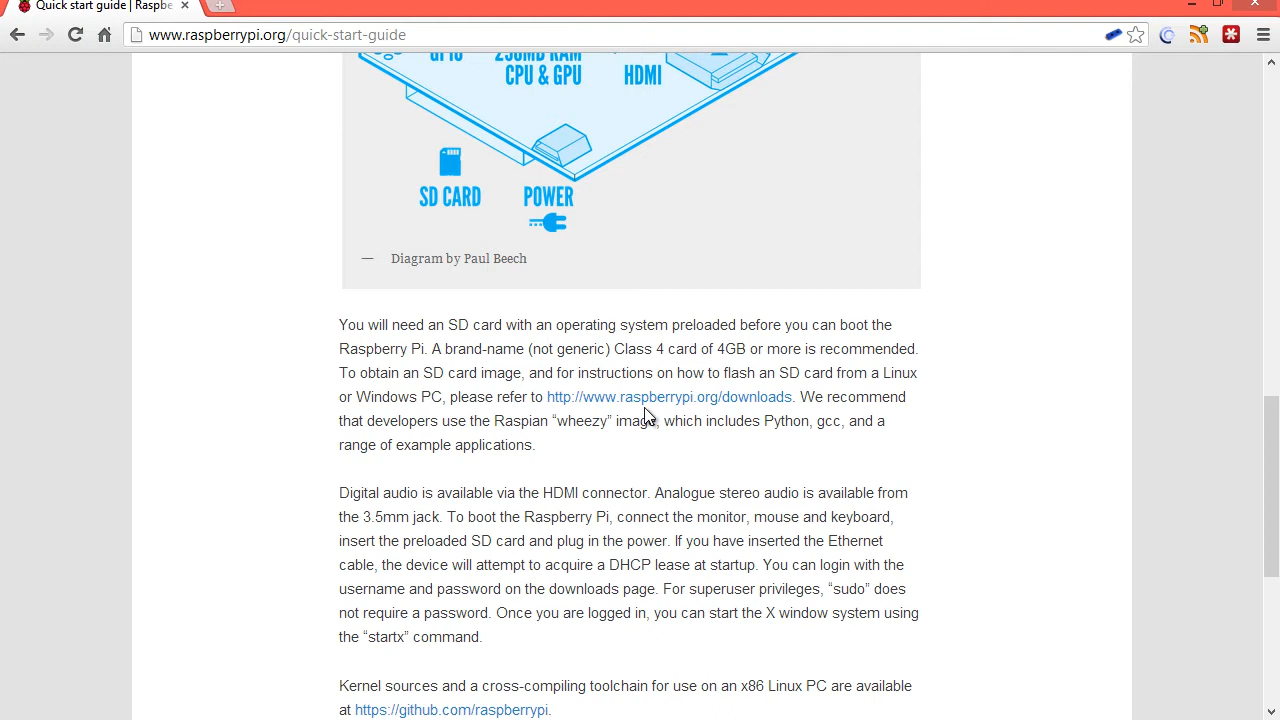 Quick start guide | Raspbe
www.raspberrypi.org/quick-start-guide
GPIO 256MB RAM
CPU & GPU HDMI
SD CARD POWER
— Diagram by Paul Beech
You will need an SD card with an operating system preloaded before you can boot the
Raspberry Pi. A brand-name (not generic) Class 4 card of 4GB or more is recommended.
To obtain an SD card image, and for instructions on how to flash an SD card from a Linux
or Windows PC, please refer to http://www.raspberrypi.org/downloads. We recommend
that developers use the Raspian “wheezy” image, which includes Python, gcc, and a
range of example applications.
Digital audio is available via the HDMI connector. Analogue stereo audio is available from
the 3.5mm jack. To boot the Raspberry Pi, connect the monitor, mouse and keyboard,
insert the preloaded SD card and plug in the power. If you have inserted the Ethernet
cable, the device will attempt to acquire a DHCP lease at startup. You can login with the
username and password on the downloads page. For superuser privileges, “sudo” does
not require a password. Once you are logged in, you can start the X window system using
the “startx” command.
Kernel sources and a cross-compiling toolchain for use on an x86 Linux PC are available
at https://github.com/raspberrypi.